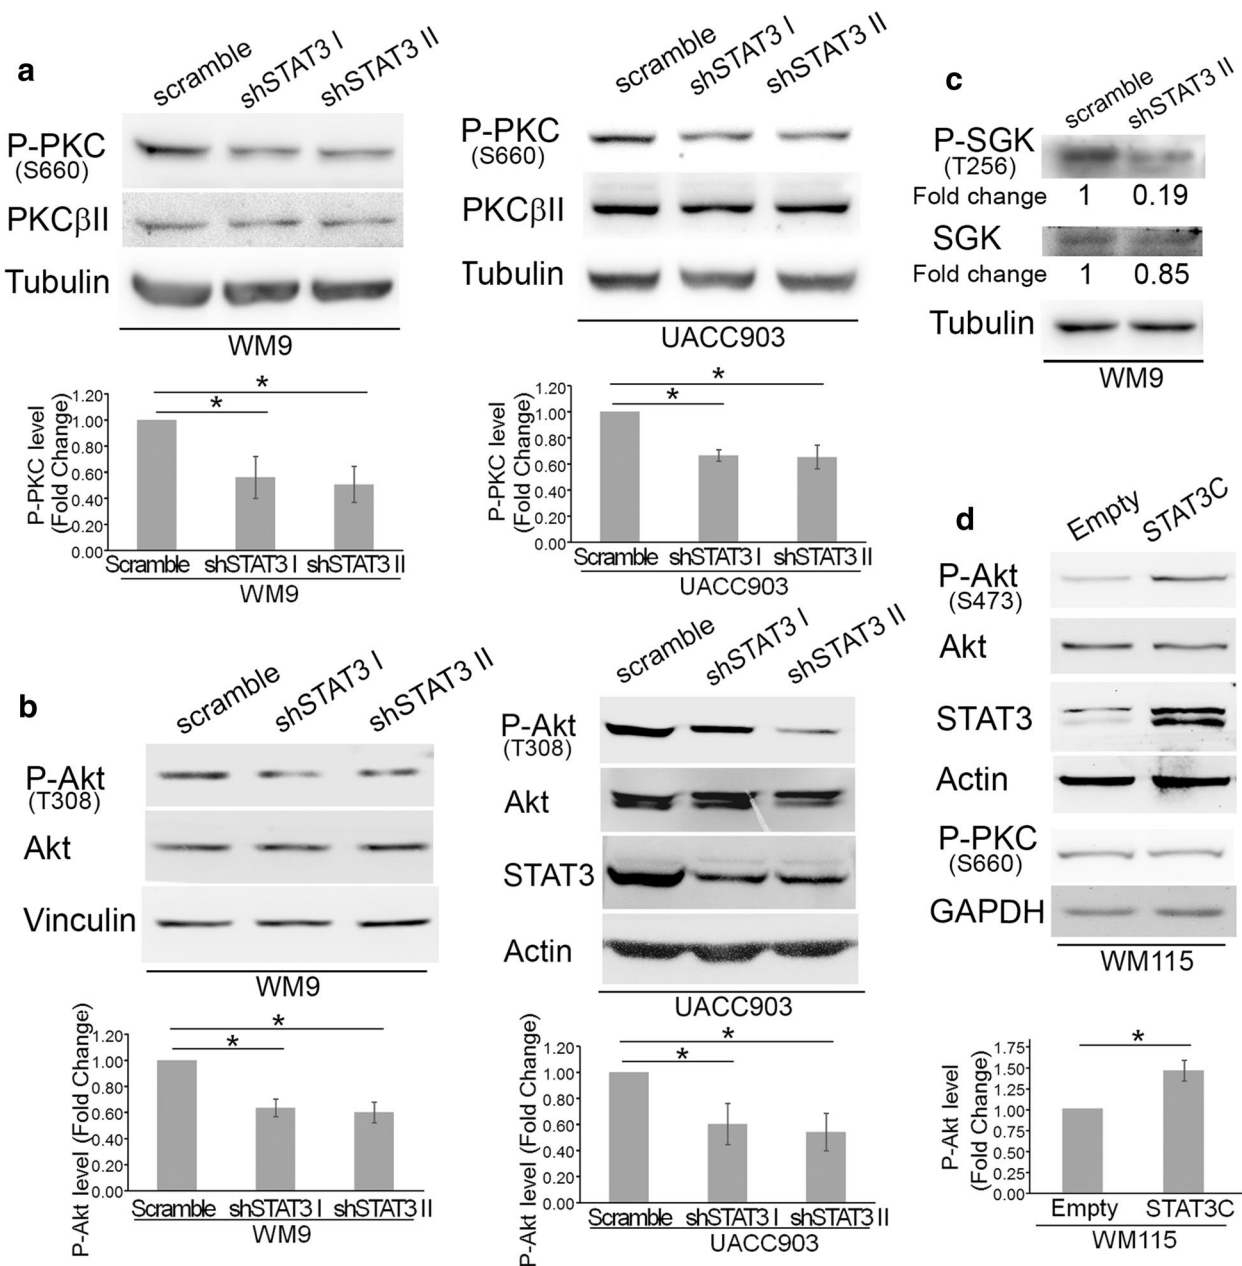 a
scramble
shSTAT3 I
shSTAT3 II
P-PKC
(S660)
PKCβII
Tubulin
WM9
scramble
shSTAT3 I
shSTAT3 II
P-PKC
(S660)
PKCβII
Tubulin
UACC903
P-PKC level
(Fold Change)
1.20
1.00
0.80
0.60
0.40
0.20
0.00
*
*
Scramble shSTAT3 I shSTAT3 II
WM9
P-PKC level
(Fold Change)
1.20
1.00
0.80
0.60
0.40
0.20
0.00
*
*
Scramble shSTAT3 I shSTAT3 II
UACC903
b
scramble
shSTAT3 I
shSTAT3 II
P-Akt
(T308)
Akt
Vinculin
WM9
scramble
shSTAT3 I
shSTAT3 II
P-Akt
(T308)
Akt
STAT3
Actin
UACC903
P-Akt level (Fold Change)
1.20
1.00
0.80
0.60
0.40
0.20
0.00
*
*
Scramble shSTAT3 I shSTAT3 II
WM9
P-Akt level (Fold Change)
1.20
1.00
0.80
0.60
0.40
0.20
0.00
*
*
Scramble shSTAT3 I shSTAT3 II
UACC903
c
scramble
shSTAT3 II
P-SGK
(T256)
Fold change 1 0.19
SGK
Fold change 1 0.85
Tubulin
WM9
d
Empty
STAT3C
P-Akt
(S473)
Akt
STAT3
Actin
P-PKC
(S660)
GAPDH
WM115
P-Akt level
(Fold Change)
1.75
1.50
1.25
1.00
1.75
0.50
0.25
0.00
*
Empty STAT3C
WM115